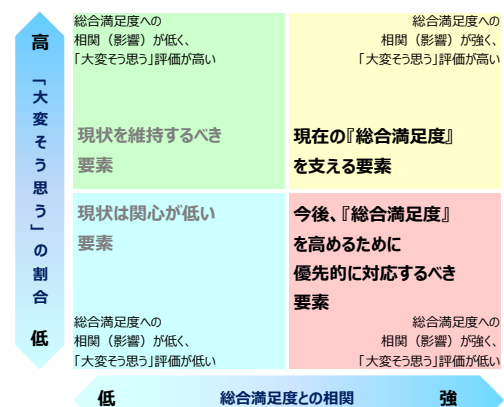 高
「大変そう思う」の割合
低
総合満足度への
相関（影響）が低く、
「大変そう思う」評価が高い
現状を維持するべき
要素
総合満足度への
相関（影響）が強く、
「大変そう思う」評価が高い
現在の『総合満足度』
を支える要素
現状は関心が低い
要素
総合満足度への
相関（影響）が低く、
「大変そう思う」評価が低い
今後、『総合満足度』
を高めるために
優先的に対応するべき
要素
総合満足度への
相関（影響）が強く、
「大変そう思う」評価が低い
低
総合満足度との相関
強